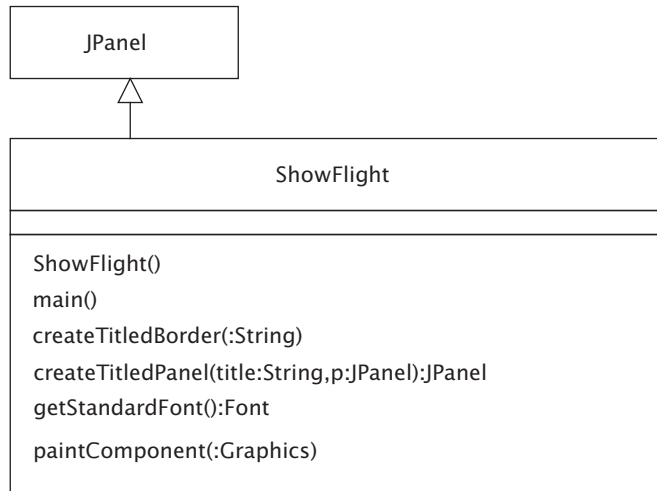 JPanel
ShowFlight
ShowFlight()
main()
createTitledBorder(:String)
createTitledPanel(title:String,p:JPanel):JPanel
getStandardFont():Font
paintComponent(:Graphics)